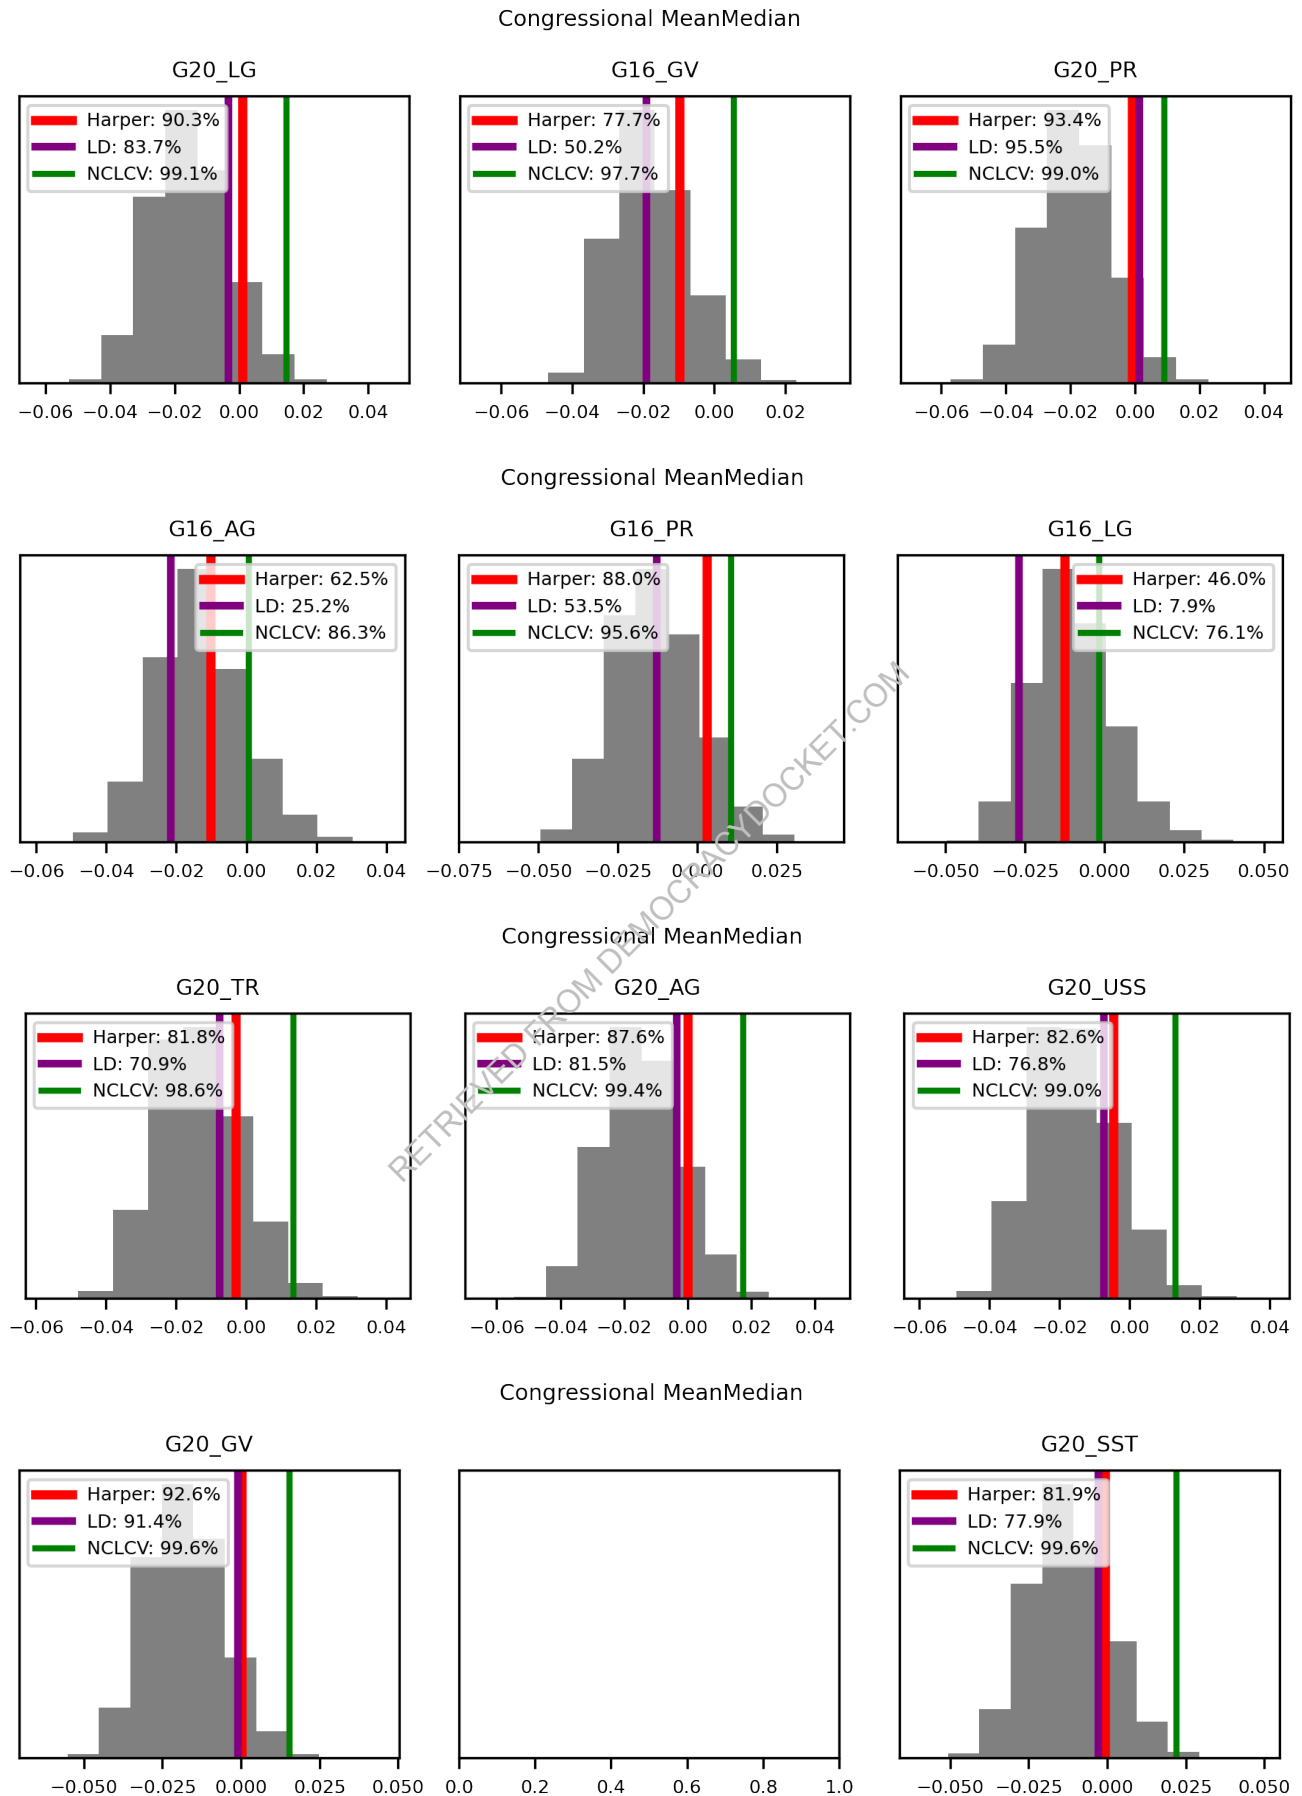 Congressional MeanMedian
G20_LG
G16_GV
G20_PR
Harper: 90.3%
LD: 83.7%
NCLCV: 99.1%
Harper: 77.7%
LD: 50.2%
NCLCV: 97.7%
Harper: 93.4%
LD: 95.5%
NCLCV: 99.0%
−0.06 −0.04 −0.02 0.00 0.02 0.04
−0.06 −0.04 −0.02 0.00 0.02
−0.06 −0.04 −0.02 0.00 0.02 0.04
Congressional MeanMedian
G16_AG
G16_PR
G16_LG
Harper: 62.5%
LD: 25.2%
NCLCV: 86.3%
Harper: 88.0%
LD: 53.5%
NCLCV: 95.6%
Harper: 46.0%
LD: 7.9%
NCLCV: 76.1%
−0.06 −0.04 −0.02 0.00 0.02 0.04
−0.075 −0.050 −0.025 0.000 0.025
−0.050 −0.025 0.000 0.025 0.050
RETRIEVED FROM DEMOCRACYDOCKET.COM
Congressional MeanMedian
G20_TR
G20_AG
G20_USS
Harper: 81.8%
LD: 70.9%
NCLCV: 98.6%
Harper: 87.6%
LD: 81.5%
NCLCV: 99.4%
Harper: 82.6%
LD: 76.8%
NCLCV: 99.0%
−0.06 −0.04 −0.02 0.00 0.02 0.04
−0.06 −0.04 −0.02 0.00 0.02 0.04
−0.06 −0.04 −0.02 0.00 0.02 0.04
Congressional MeanMedian
G20_GV
G20_SST
Harper: 92.6%
LD: 91.4%
NCLCV: 99.6%
Harper: 81.9%
LD: 77.9%
NCLCV: 99.6%
−0.050 −0.025 0.000 0.025 0.050
0.0 0.2 0.4 0.6 0.8 1.0
−0.050 −0.025 0.000 0.025 0.050